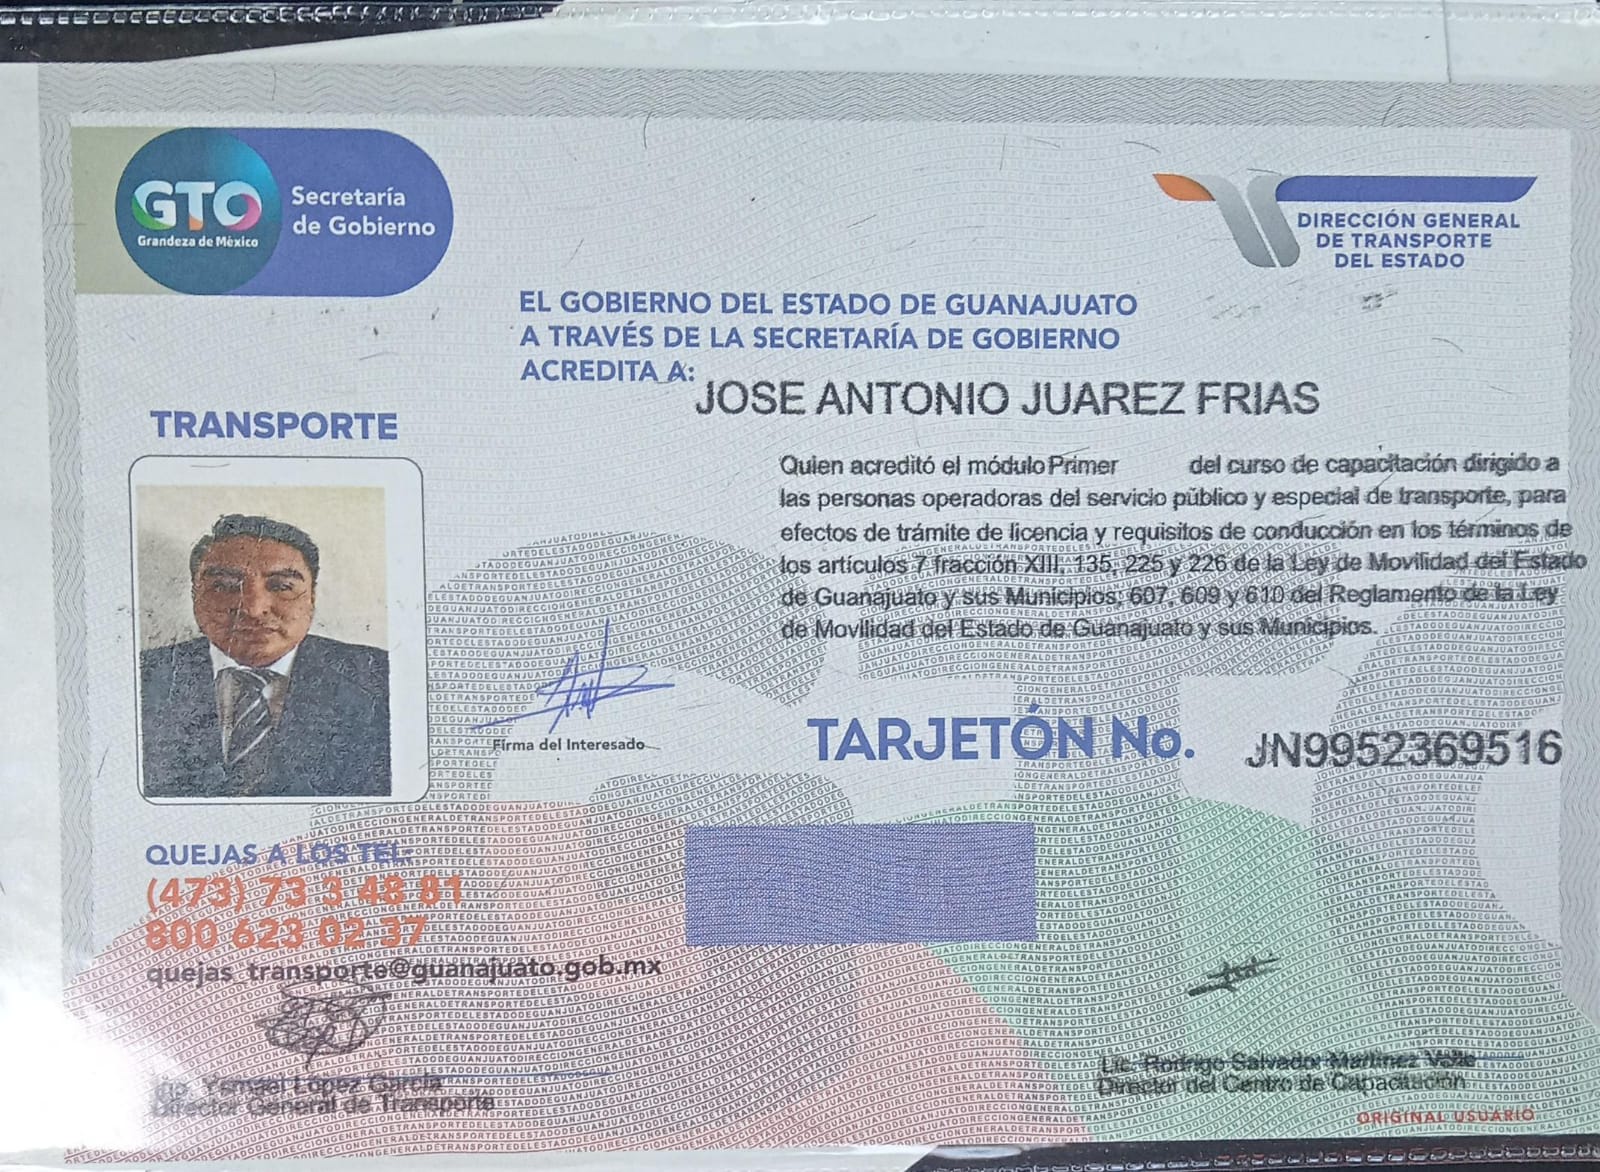 GTO
Grandeza de México
Secretaría
de Gobierno
DIRECCIÓN GENERAL
DE TRANSPORTE
DEL ESTADO
EL GOBIERNO DEL ESTADO DE GUANAJUATO
A TRAVÉS DE LA SECRETARÍA DE GOBIERNO
ACREDITA A:
JOSE ANTONIO JUAREZ FRIAS
TRANSPORTE
Quien acreditó el módulo Primer del curso de capacitación dirigido a
las personas operadoras del servicio público y especial de transporte, para
efectos de trámite de licencia y requisitos de conducción en los términos de
los artículos 7 fracción XIII, 135, 225 y 226 de la Ley de Movilidad del Estado
de Guanajuato y sus Municipios; 607, 609 y 610 del Reglamento de la Ley
de Movilidad del Estado de Guanajuato y sus Municipios.
Firma del Interesado
TARJETÓN No. JN9952369516
QUEJAS A LOS TEL:
(473) 73 3 48 81
800 623 02 37
quejas_transporte@guanajuato.gob.mx
López García
Director General de Transporte
Lic. Rodrigo Salvador Martínez Valle
Director del Centro de Capacitación
ORIGINAL USUARIO